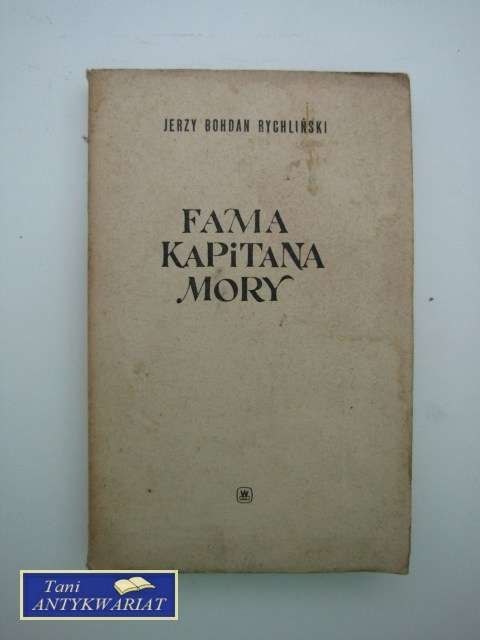 JERZY BOHDAN RYCHLIŃSKI
FAMA
KAPiTANA
MORY
W
Tani
ANTYKWARIAT